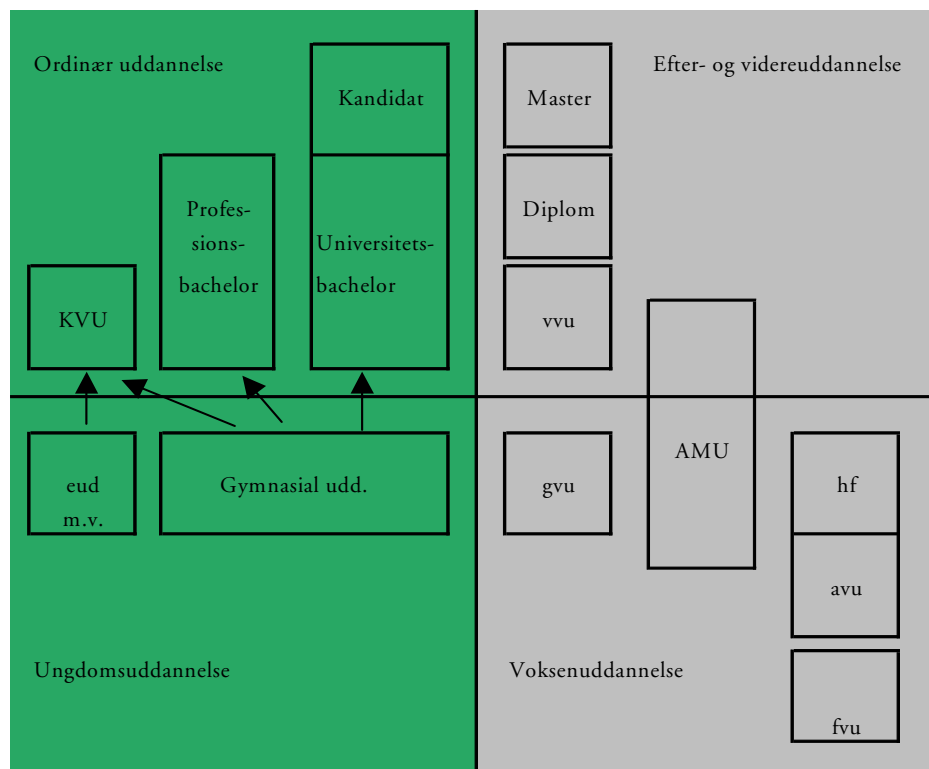 Ordinær uddannelse
Kandidat
Profes-
sions-
bachelor
Universitets-
bachelor
KVU
Efter- og videreuddannelse
Master
Diplom
vvu
eud
m.v.
Gymnasial udd.
Ungdomsuddannelse
gvu
AMU
hf
avu
fvu
Voksenuddannelse